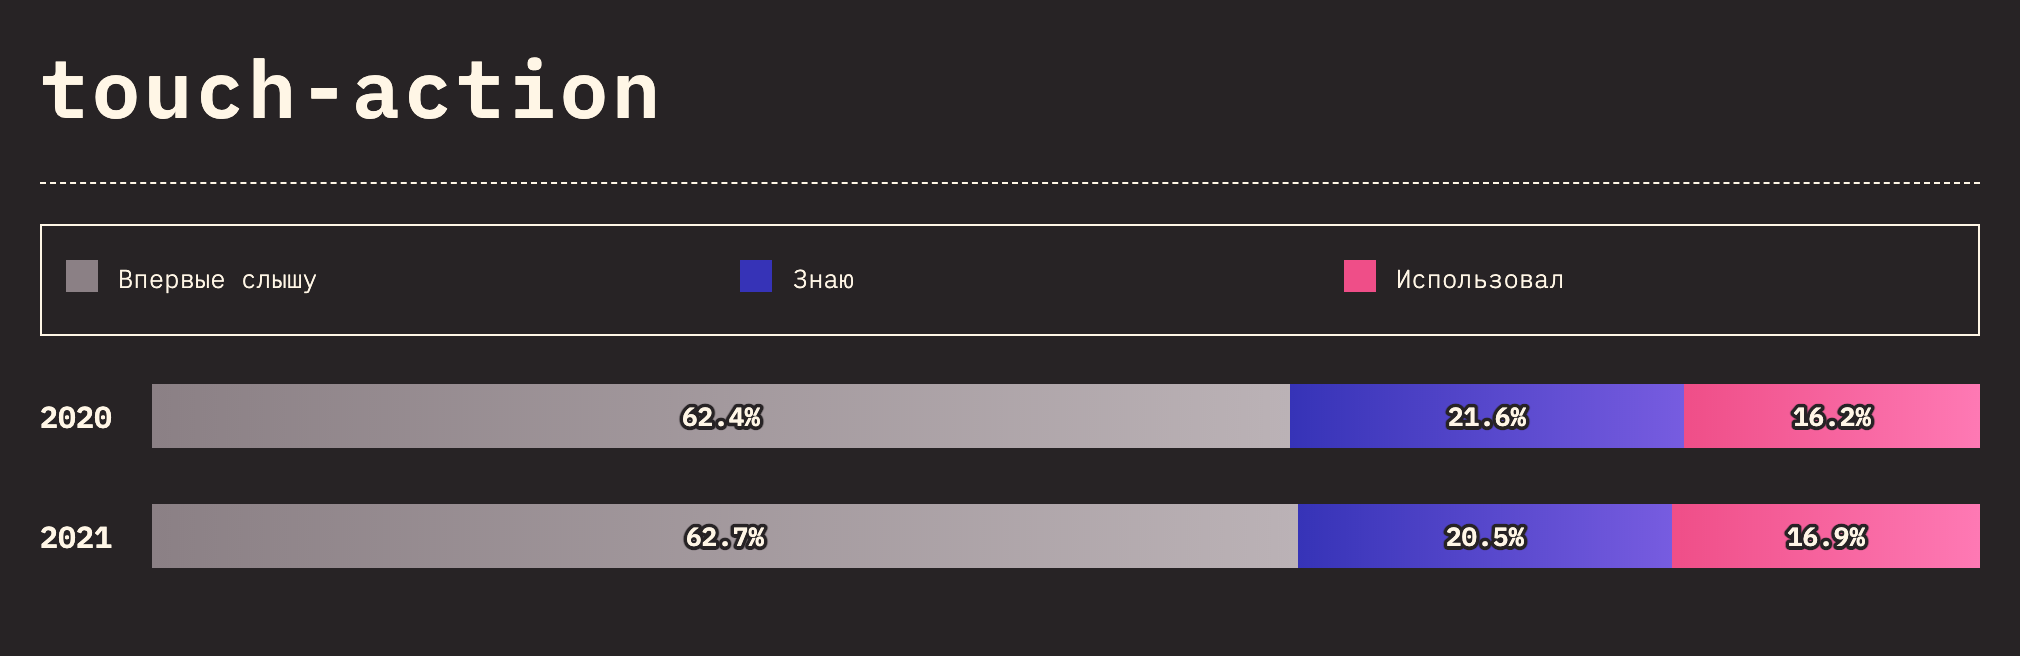 touch-action
Впервые слышу Знаю Использовал
2020 62.4% 21.6% 16.2%
2021 62.7% 20.5% 16.9%